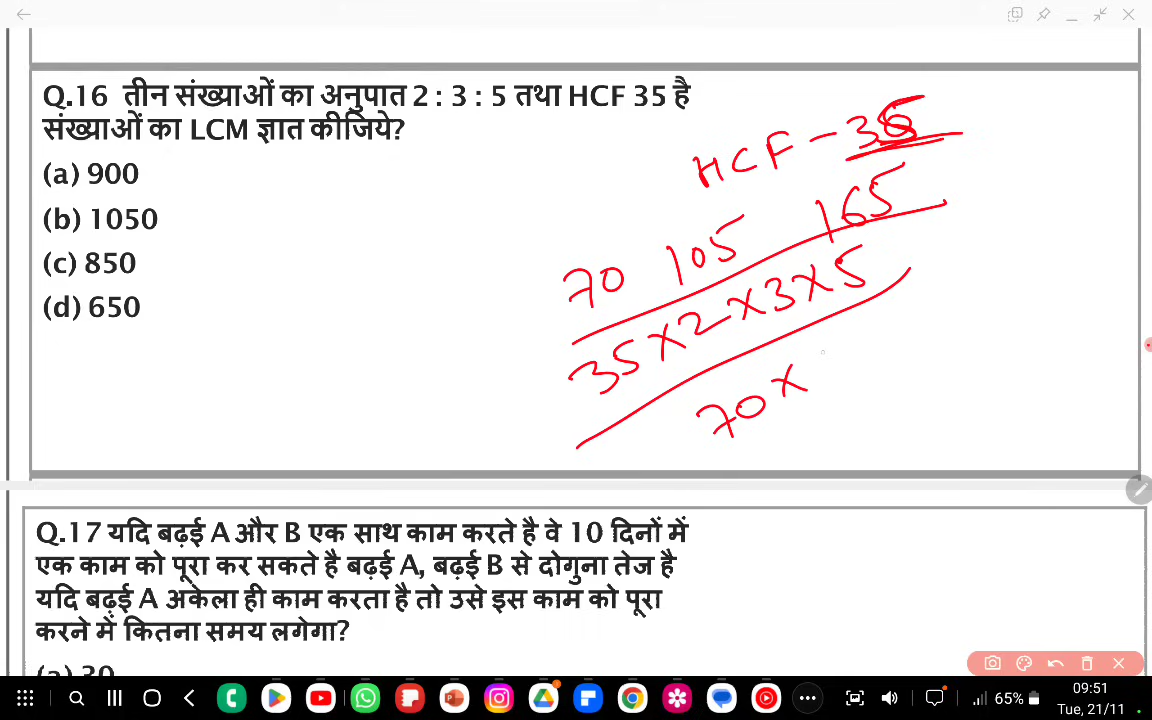 Q.16 तीन संख्याओं का अनुपात 2 : 3 : 5 तथा HCF 35 है
संख्याओं का LCM ज्ञात कीजिये?
(a) 900
(b) 1050
(c) 850
(d) 650
HCF - 35
70 105 165
35 x 2 x 3 x 5
70 x
Q.17 यदि बढ़ई A और B एक साथ काम करते है वे 10 दिनों में
एक काम को पूरा कर सकते है बढ़ई A, बढ़ई B से दोगुना तेज है
यदि बढ़ई A अकेला ही काम करता है तो उसे इस काम को पूरा
करने में कितना समय लगेगा?
(a) 30
65%
09:51
Tue, 21/11